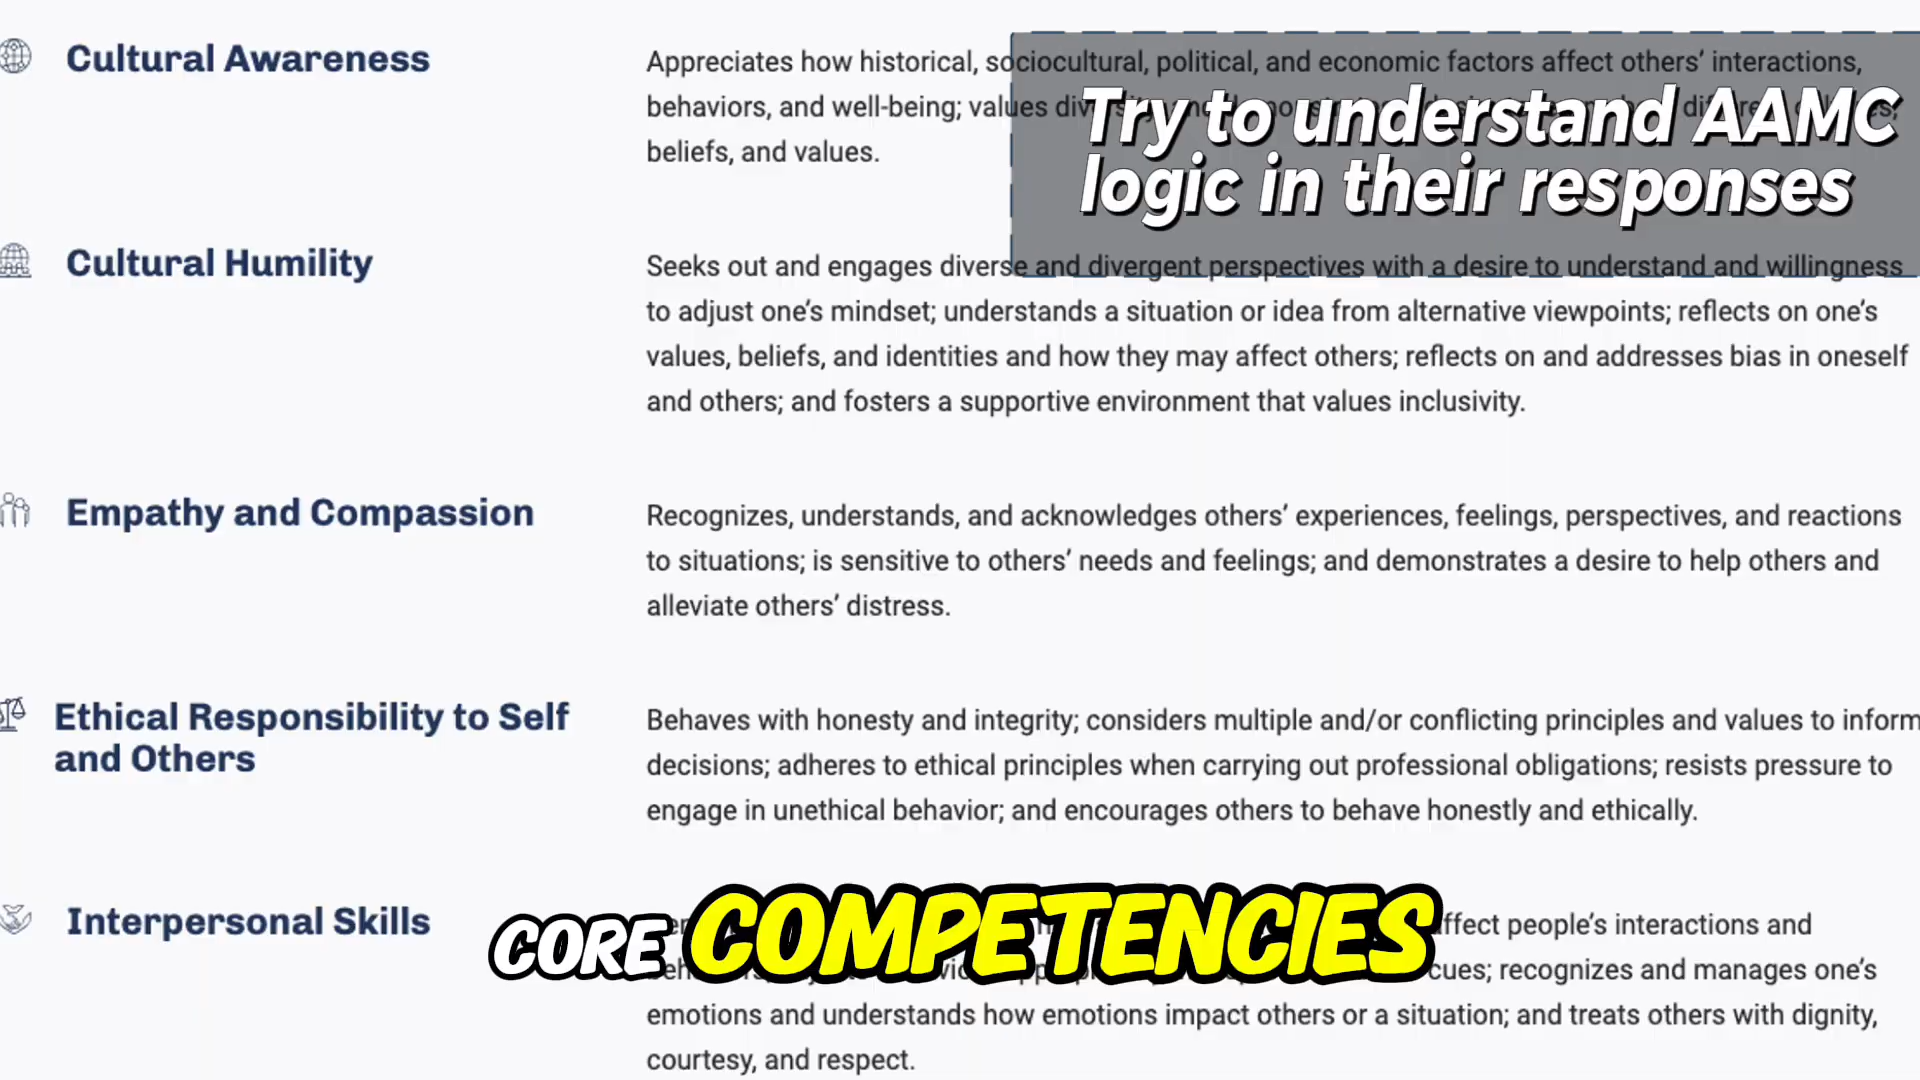 Cultural Awareness
Appreciates how historical, sociocultural, political, and economic factors affect others’ interactions,
behaviors, and well-being; values
beliefs, and values.
Try to understand AAMC
logic in their responses
Cultural Humility
Seeks out and engages diverse and divergent perspectives with a desire to understand and willingness
to adjust one’s mindset; understands a situation or idea from alternative viewpoints; reflects on one’s
values, beliefs, and identities and how they may affect others; reflects on and addresses bias in oneself
and others; and fosters a supportive environment that values inclusivity.
Empathy and Compassion
Recognizes, understands, and acknowledges others’ experiences, feelings, perspectives, and reactions
to situations; is sensitive to others’ needs and feelings; and demonstrates a desire to help others and
alleviate others’ distress.
Ethical Responsibility to Self
and Others
Behaves with honesty and integrity; considers multiple and/or conflicting principles and values to inform
decisions; adheres to ethical principles when carrying out professional obligations; resists pressure to
engage in unethical behavior; and encourages others to behave honestly and ethically.
Interpersonal Skills
affect people’s interactions and
cues; recognizes and manages one’s
emotions and understands how emotions impact others or a situation; and treats others with dignity,
courtesy, and respect.
CORE COMPETENCIES